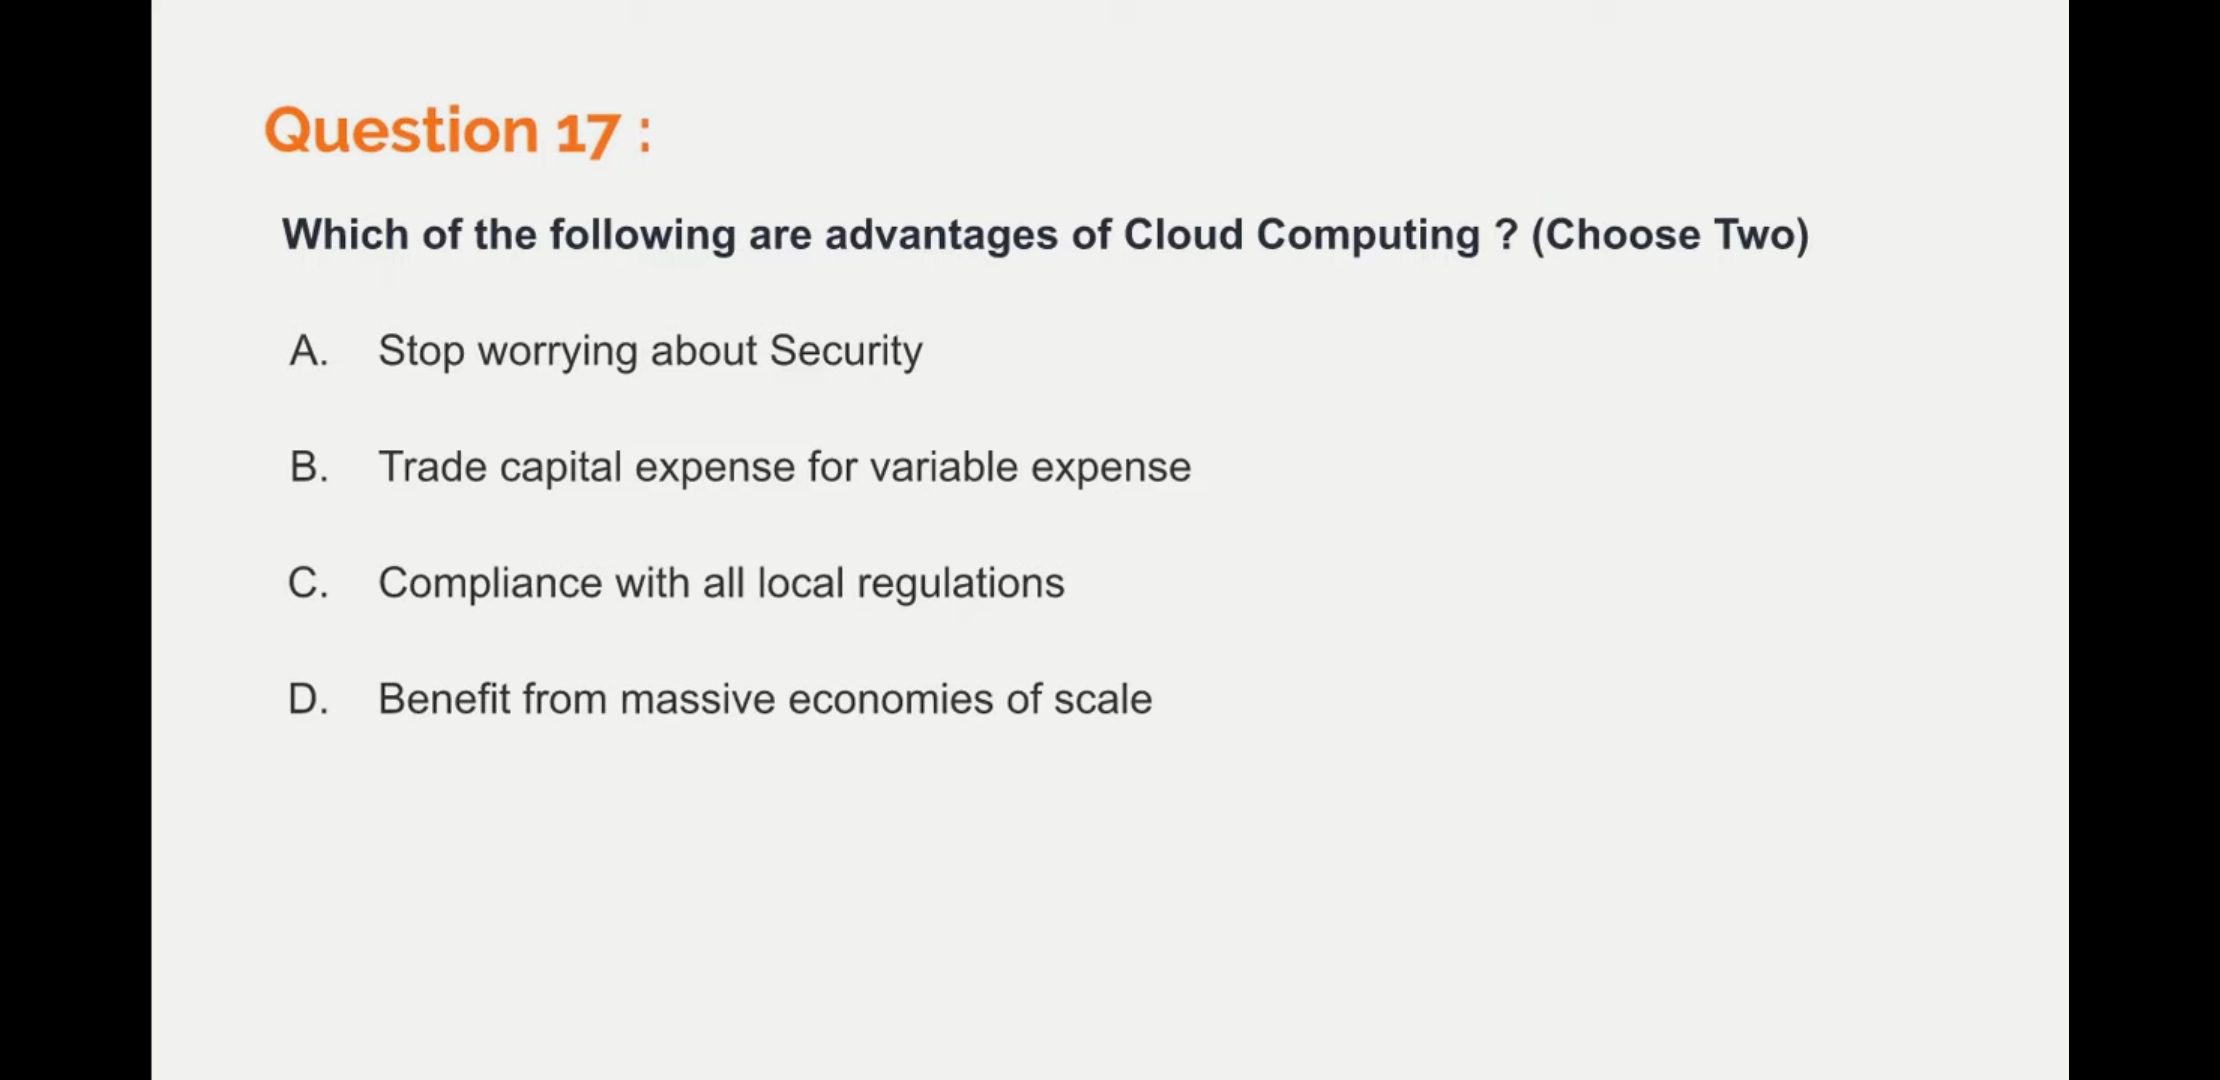 Question 17 :
Which of the following are advantages of Cloud Computing ? (Choose Two)
A. Stop worrying about Security
B. Trade capital expense for variable expense
C. Compliance with all local regulations
D. Benefit from massive economies of scale